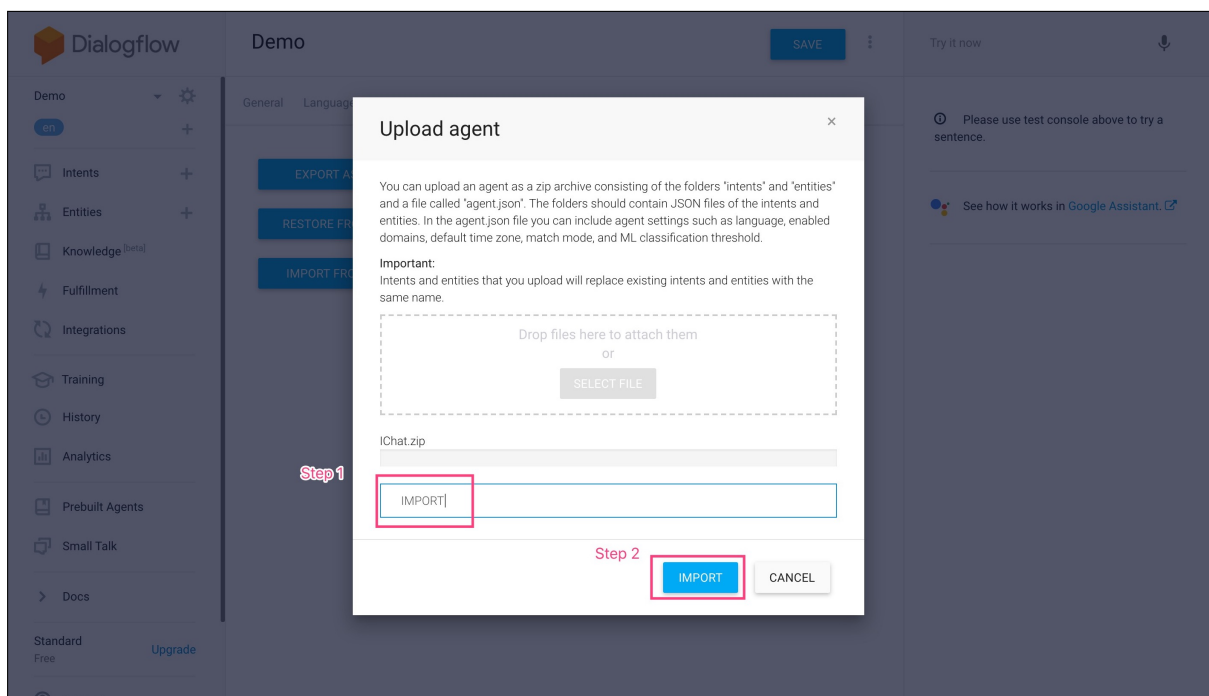 Dialogflow
Demo
SAVE
Try it now
Demo
en
General Language
Intents
Entities
Knowledge [beta]
Fulfillment
Integrations
Training
History
Analytics
Prebuilt Agents
Small Talk
Docs
Standard
Free
Upgrade
EXPORT AS
RESTORE FR
IMPORT FRO
Upload agent
×
You can upload an agent as a zip archive consisting of the folders "intents" and "entities"
and a file called "agent.json". The folders should contain JSON files of the intents and
entities. In the agent.json file you can include agent settings such as language, enabled
domains, default time zone, match mode, and ML classification threshold.
Important:
Intents and entities that you upload will replace existing intents and entities with the
same name.
Drop files here to attach them
or
SELECT FILE
IChat.zip
Step 1
IMPORT
Step 2
IMPORT
CANCEL
Please use test console above to try a
sentence.
See how it works in Google Assistant.